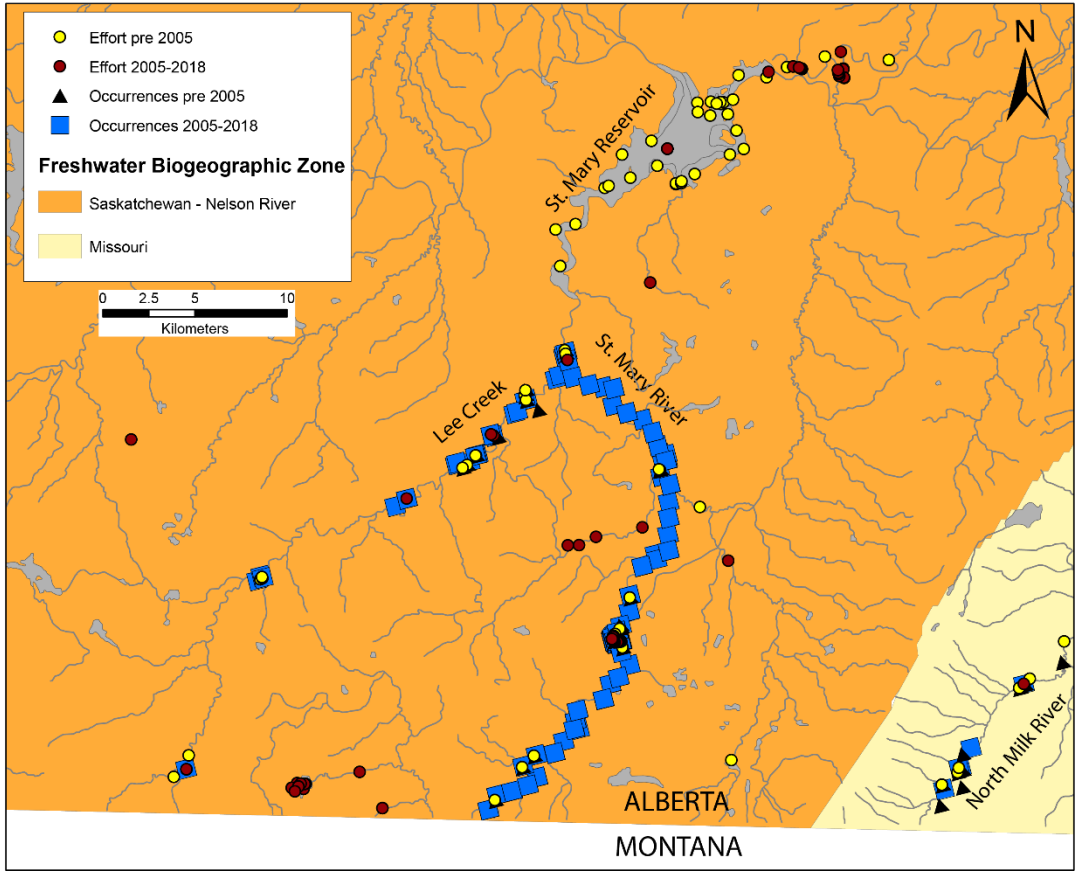 Effort pre 2005
Effort 2005-2018
Occurrences pre 2005
Occurrences 2005-2018
Freshwater Biogeographic Zone
Saskatchewan - Nelson River
Missouri
0 2.5 5 10
Kilometers
N
St. Mary Reservoir
St. Mary River
Lee Creek
North Milk River
ALBERTA
MONTANA